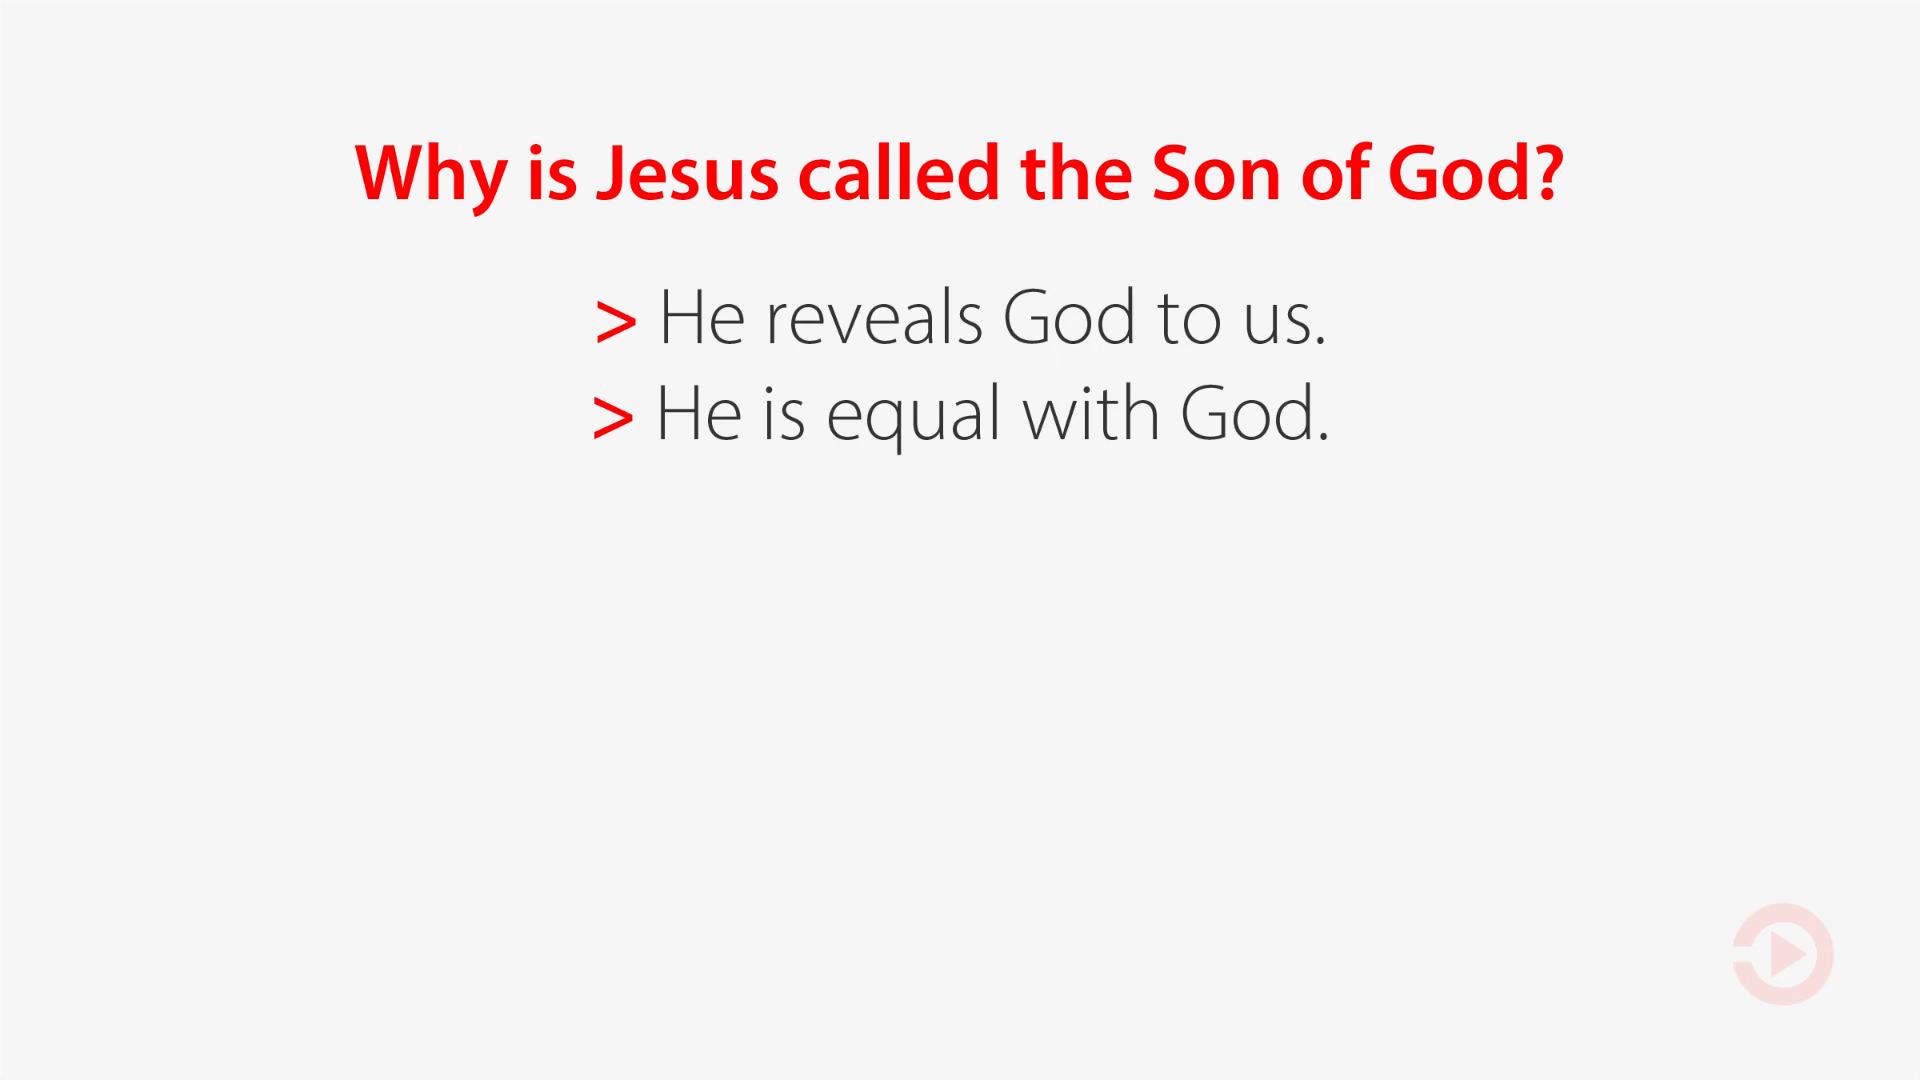 Why is Jesus called the Son of God?
> He reveals God to us.
> He is equal with God.